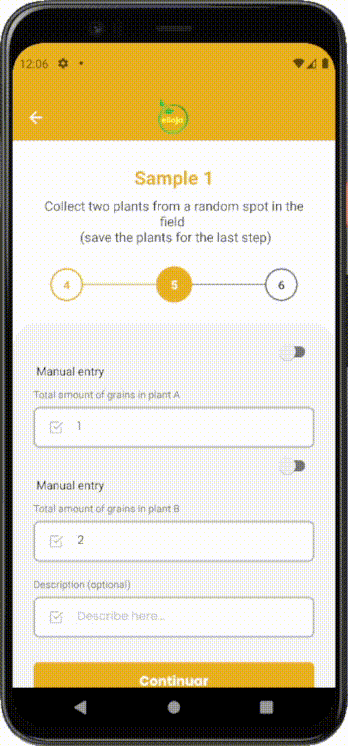 12:06
eSoja
Sample 1
Collect two plants from a random spot in the
field
(save the plants for the last step)
4
5
6
Manual entry
Total amount of grains in plant A
1
Manual entry
Total amount of grains in plant B
2
Description (optional)
Describe here...
Continuar